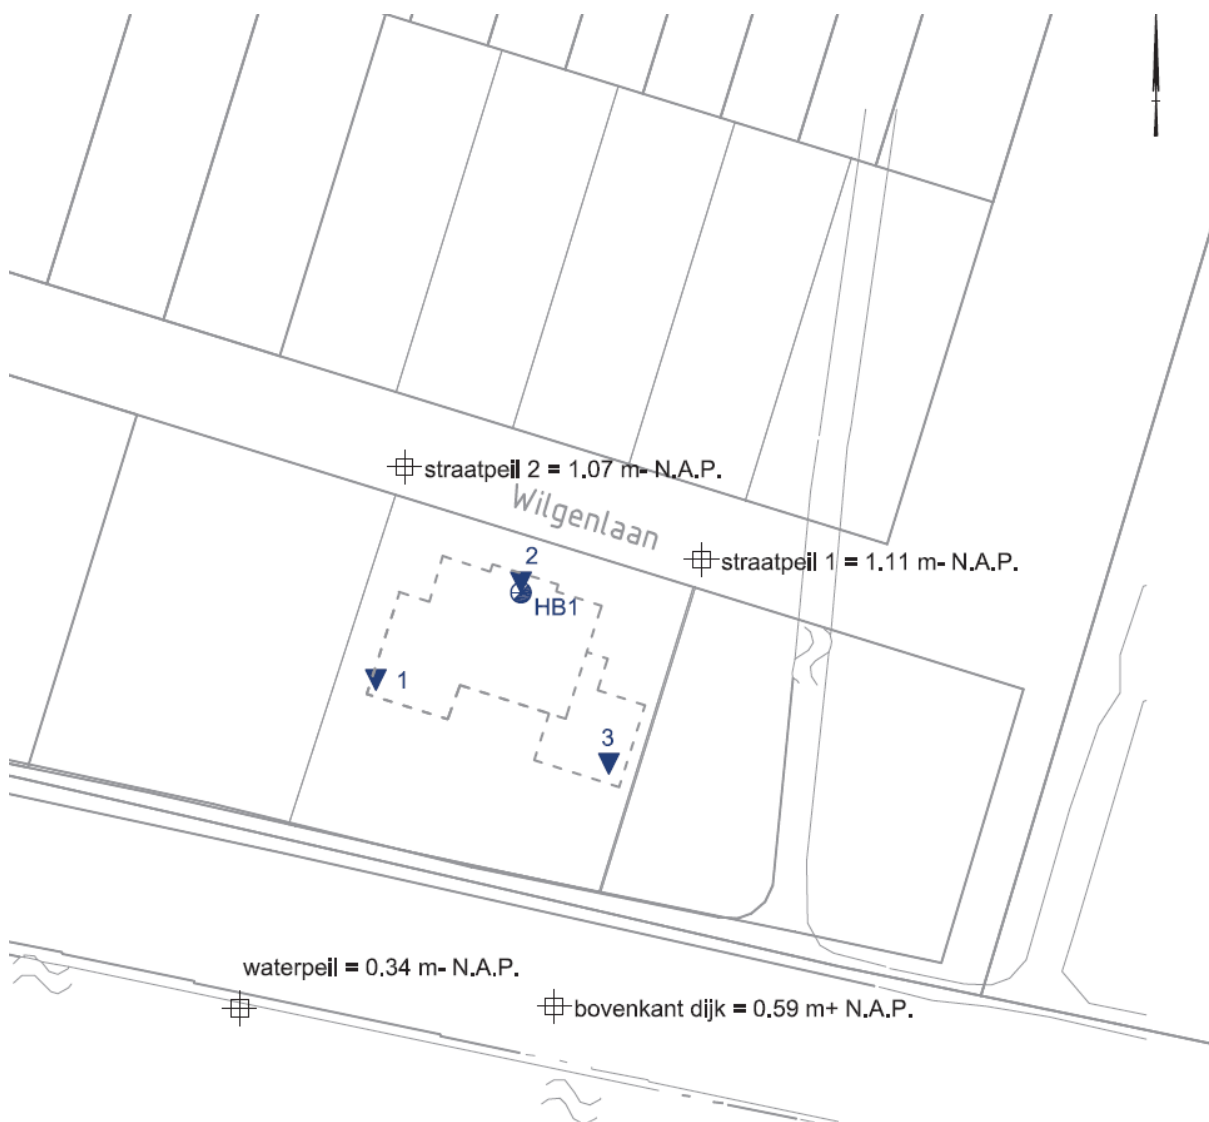 straatpeil 2 = 1.07 m- N.A.P.
Wilgenlaan
2
straatpeil 1 = 1.11 m- N.A.P.
HB1
1
3
waterpeil = 0.34 m- N.A.P.
bovenkant dijk = 0.59 m+ N.A.P.